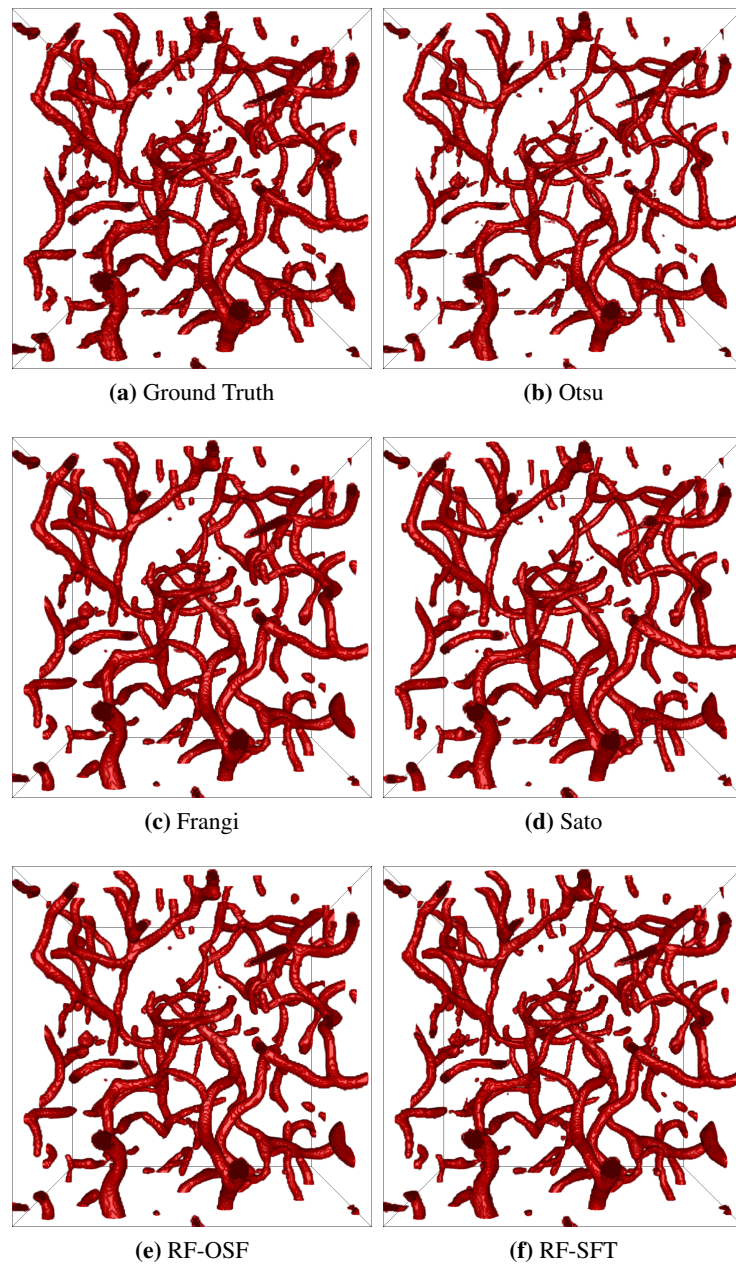 (a) Ground Truth
(b) Otsu
(c) Frangi
(d) Sato
(e) RF-OSF
(f) RF-SFT